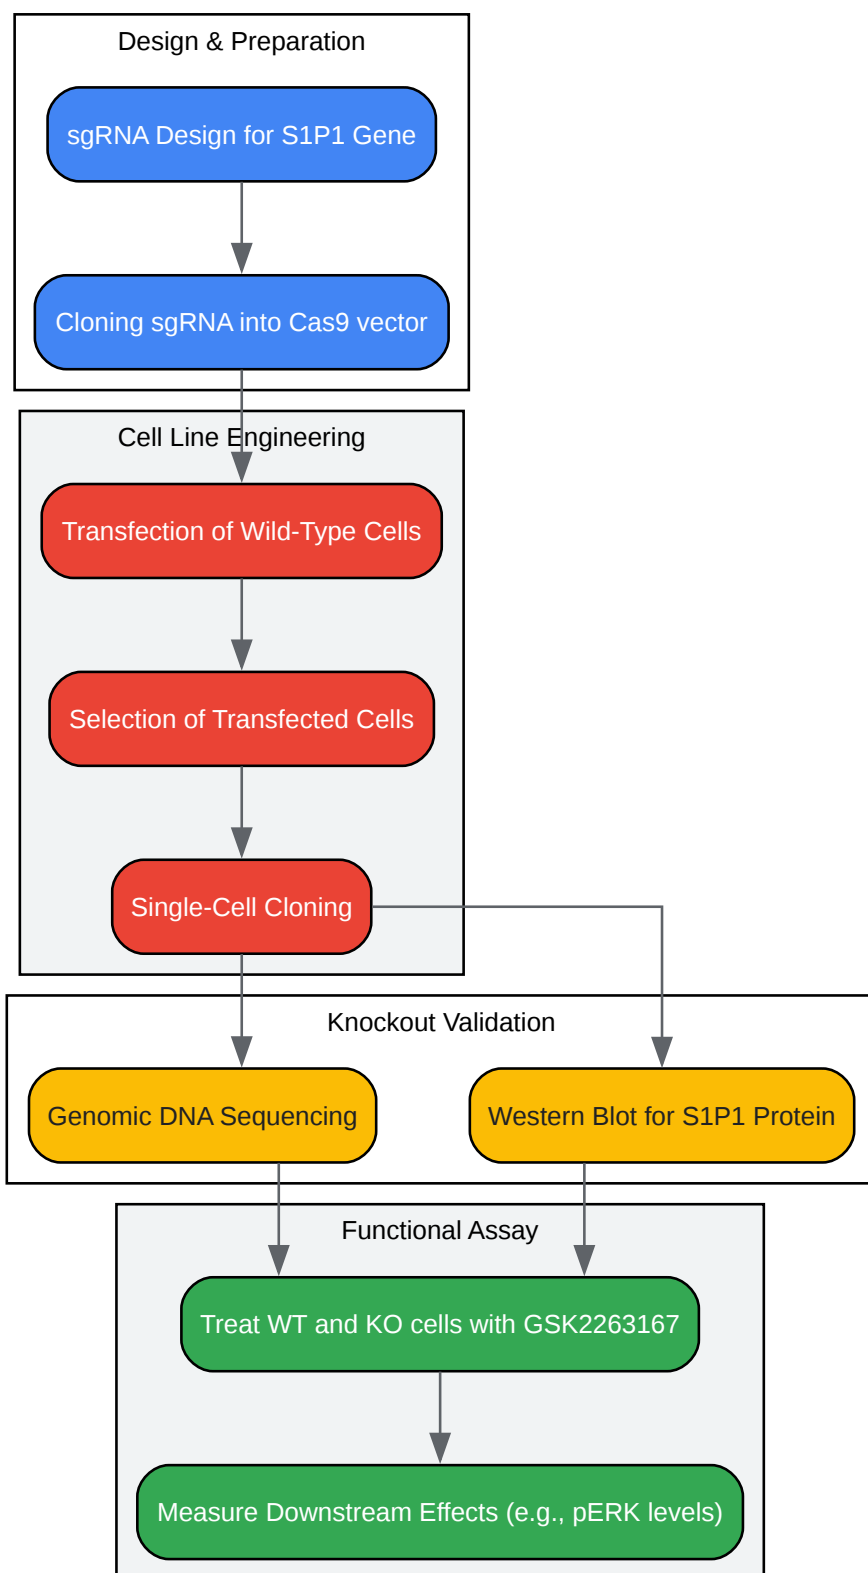 Design & Preparation
sgRNA Design for S1P1 Gene
Cloning sgRNA into Cas9 vector
Cell Line Engineering
Transfection of Wild-Type Cells
Selection of Transfected Cells
Single-Cell Cloning
Knockout Validation
Genomic DNA Sequencing
Western Blot for S1P1 Protein
Functional Assay
Treat WT and KO cells with GSK2263167
Measure Downstream Effects (e.g., pERK levels)